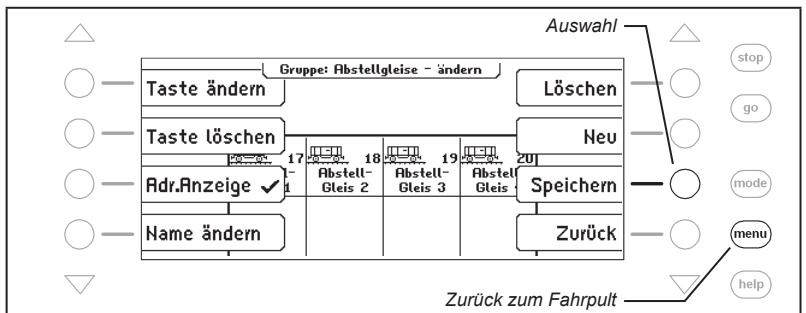 Auswahl
stop
Gruppe: Abstellgleise - ändern
Taste ändern
Löschen
go
Taste löschen
Neu
17 18 19 20
Abstell- Abstell- Abstell
1 Gleis 2 Gleis 3 Gleis
Adr.Anzeige ✓
Speichern
mode
Name ändern
Zurück
menu
help
Zurück zum Fahrpult